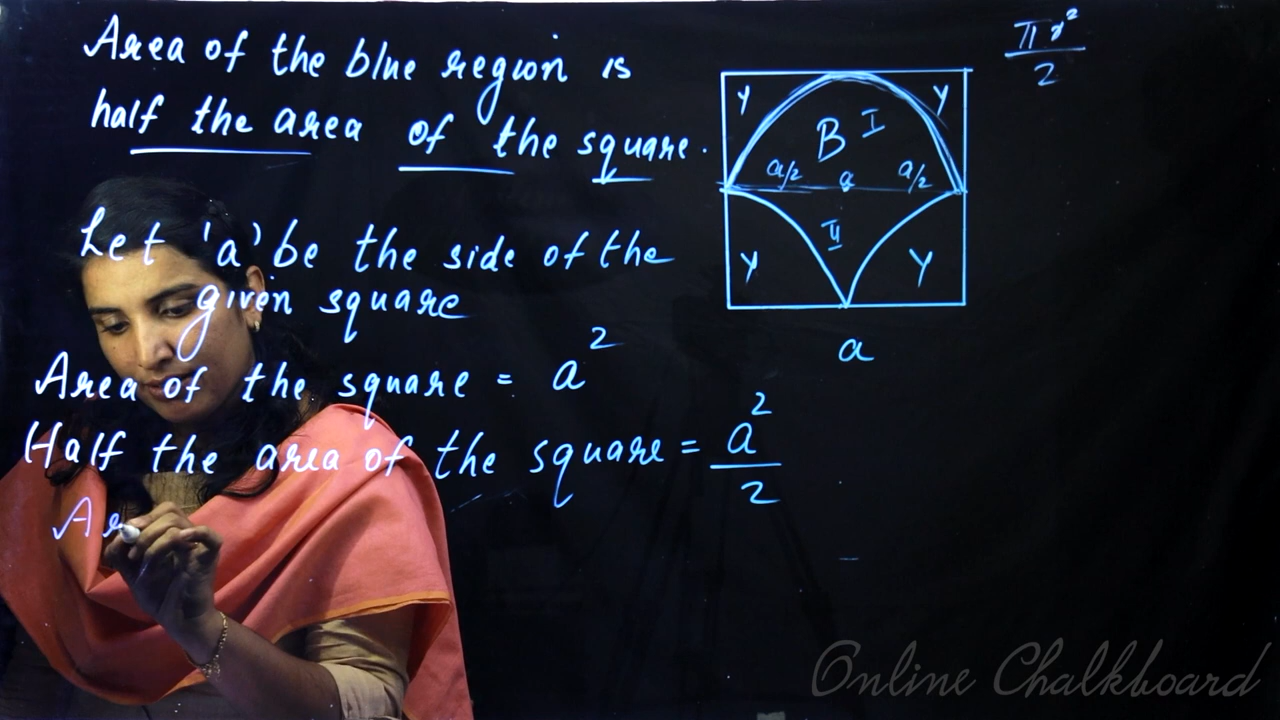 Area of the blue region is
half the area of the square.
Let 'a' be the side of the
given square
Area of the square = a²
Half the area of the square = a²/2
Ar
πr²/2
Y Y
B I
a/2 a a/2
II
Y Y
a
Online Chalkboard